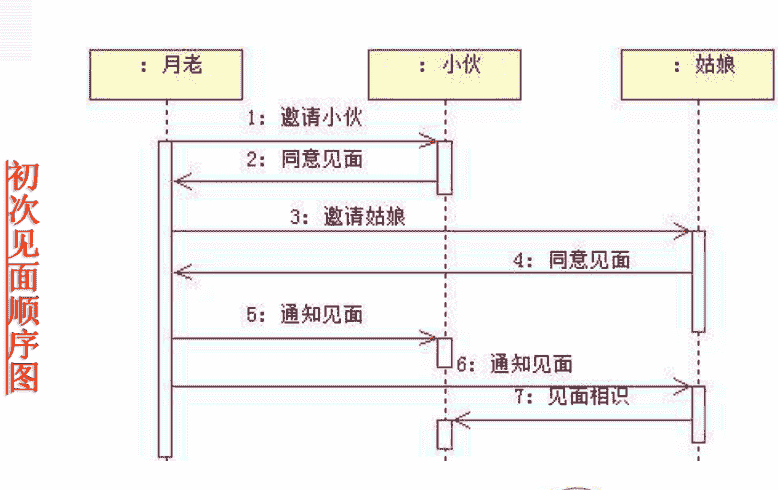 初次见面顺序图
: 月老
: 小伙
: 姑娘
1: 邀请小伙
2: 同意见面
3: 邀请姑娘
4: 同意见面
5: 通知见面
6: 通知见面
7: 见面相识